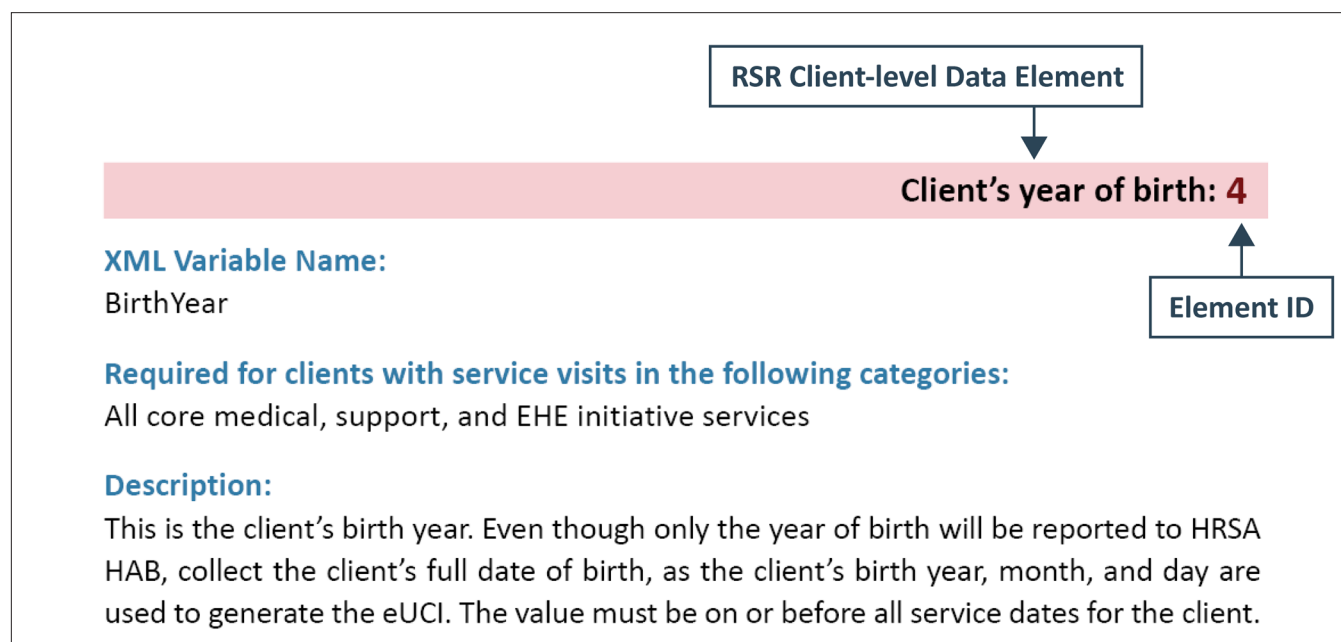 RSR Client-level Data Element
Client’s year of birth: 4
XML Variable Name:
BirthYear
Element ID
Required for clients with service visits in the following categories:
All core medical, support, and EHE initiative services
Description:
This is the client’s birth year. Even though only the year of birth will be reported to HRSA
HAB, collect the client’s full date of birth, as the client’s birth year, month, and day are
used to generate the eUCI. The value must be on or before all service dates for the client.